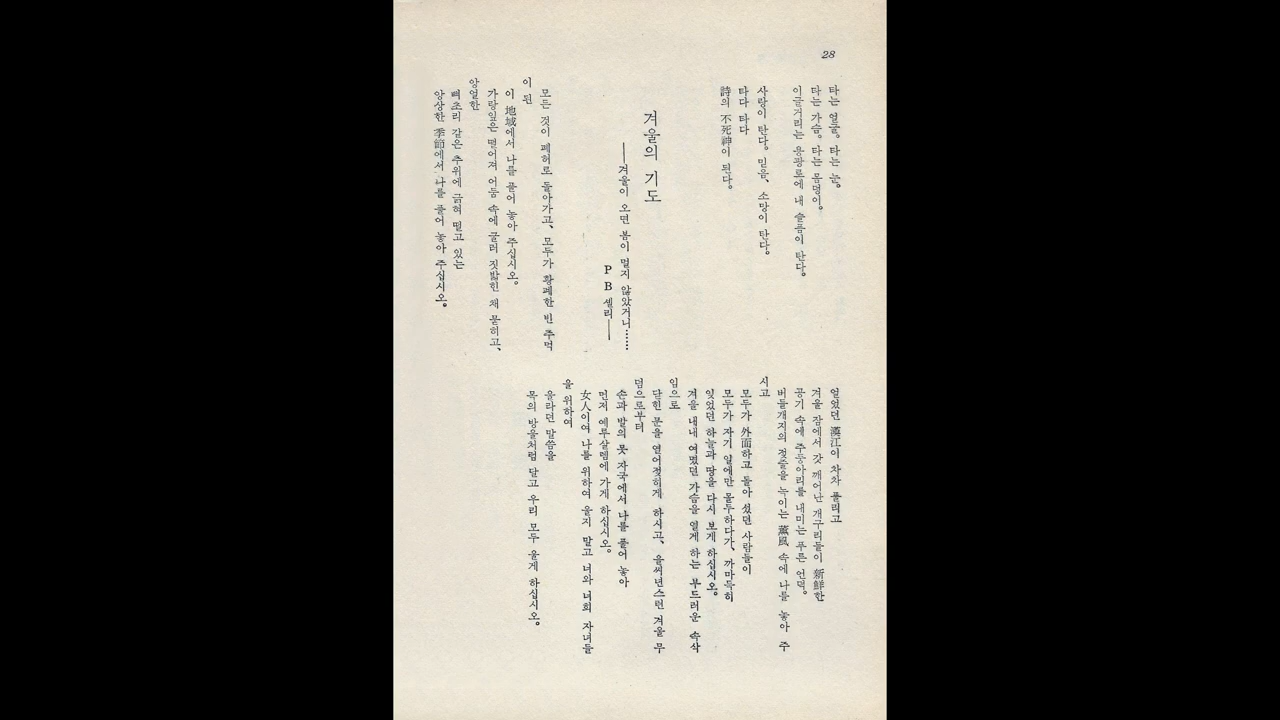 28
타는 얼굴。 타는 눈。
타는 가슴。 타는 몸뎅이。
이글거리는 용광로에 내 슬픔이 탄다。
사랑이 탄다。 믿음、 소망이 탄다。
타다 타다
詩의 不死神이 된다。
겨울의 기도
──겨울이 오면 봄이 멀지 않았거니……
P B 셸리──
모든 것이 폐허로 돌아가고、 모두가 황폐한 빈 주먹
이 된
이 地域에서 나를 풀어 놓아 주십시오。
가랑잎은 떨어져 어둠 속에 굴러 짓밟힌 채 묻히고、
앙얼한
뼈초리 같은 추위에 긁혀 떨고 있는
앙상한 季節에서 나를 풀어 놓아 주십시오。
얼었던 漢江이 차차 풀리고
겨울 잠에서 갓 깨어난 개구리들이 新鮮한
공기 속에 주둥아리를 내미는 푸른 언덕。
버들개지의 젖줄을 녹이는 薰風 속에 나를 놓아 주
시고
모두가 外面하고 돌아 섰던 사람들이
모두가 자기 일에만 몰두하다가、 까마득히
잊었던 하늘과 땅을 다시 보게 하십시오。
겨울 내내 여몄던 가슴을 열게 하는 부드러운 속삭
임으로
닫힌 문을 열어젖히게 하시고、 을씨년스런 겨울 무
덤으로부터
손과 발의 못 자국에서 나를 풀어 놓아
먼저 예루살렘에 가게 하십시오。
女人이여 나를 위하여 울지 말고 너와 너희 자녀들
을 위하여
울라던 말씀을
목의 방울처럼 달고 우리 모두 울게 하십시오。